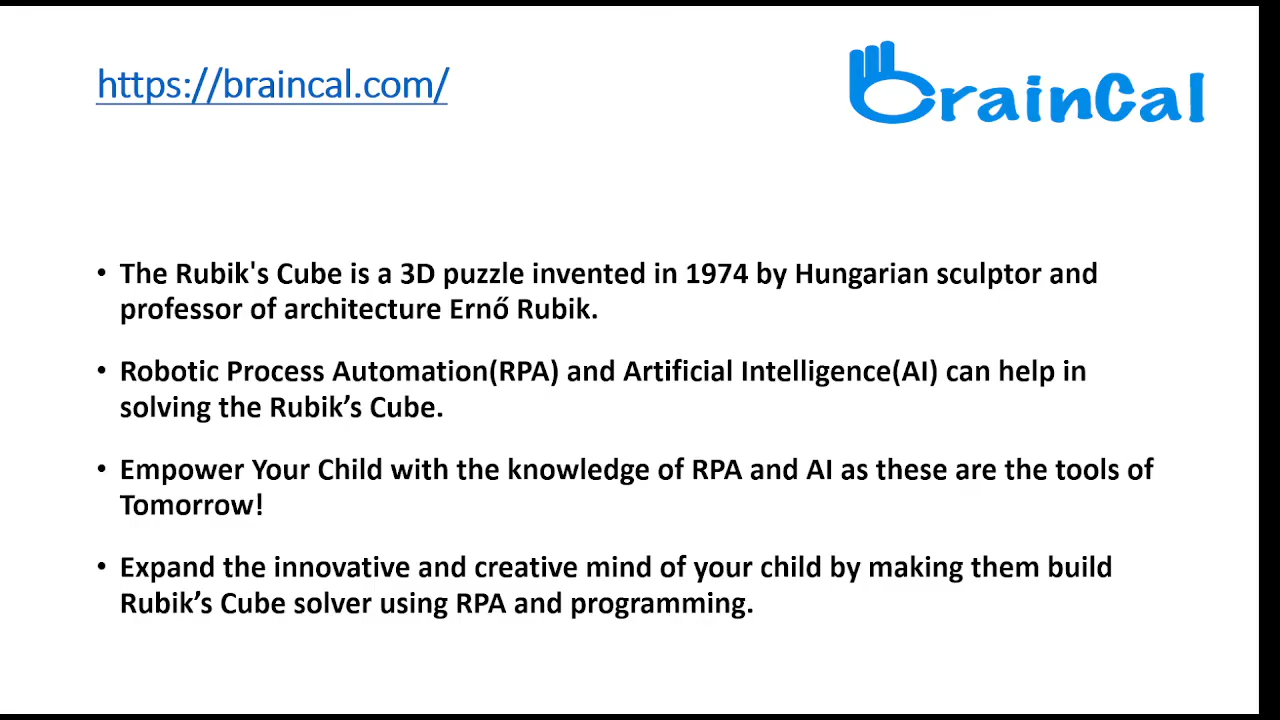 https://braincal.com/
brainCal
• The Rubik's Cube is a 3D puzzle invented in 1974 by Hungarian sculptor and
professor of architecture Ernő Rubik.
• Robotic Process Automation(RPA) and Artificial Intelligence(AI) can help in
solving the Rubik’s Cube.
• Empower Your Child with the knowledge of RPA and AI as these are the tools of
Tomorrow!
• Expand the innovative and creative mind of your child by making them build
Rubik’s Cube solver using RPA and programming.